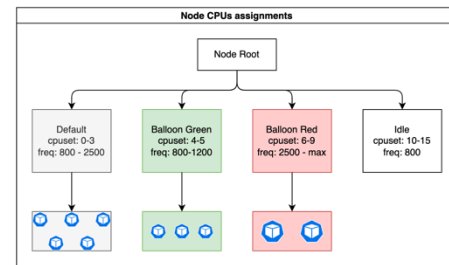 Node CPUs assignments
Node Root
Default
cpuset: 0-3
freq: 800 - 2500
Balloon Green
cpuset: 4-5
freq: 800-1200
Balloon Red
cpuset: 6-9
freq: 2500 - max
Idle
cpuset: 10-15
freq: 800